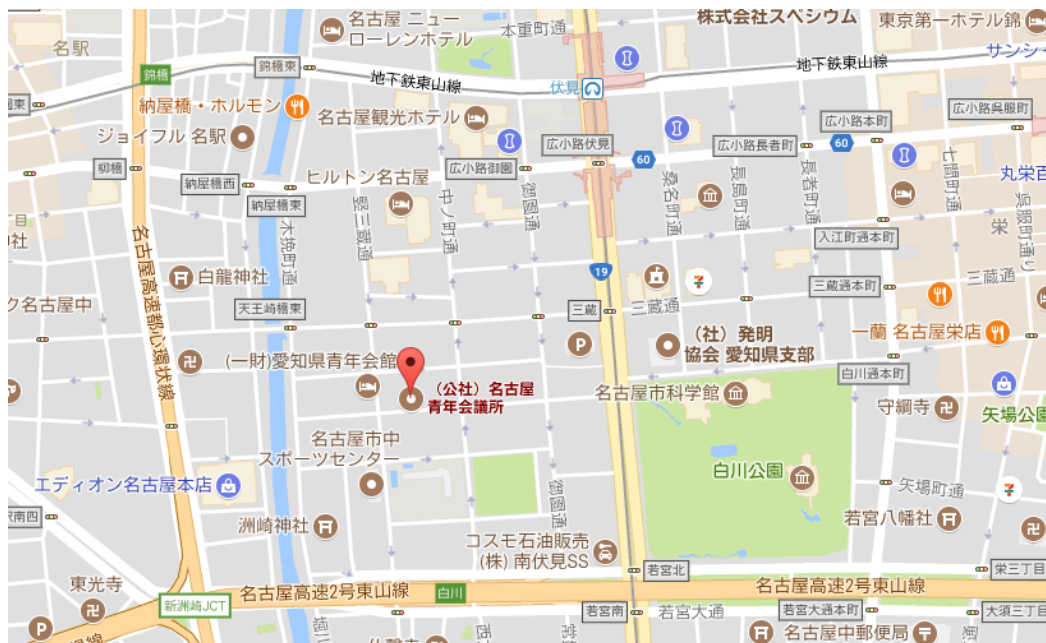 名駅
名古屋 ニュー
ローレンホテル
本重町通
株式会社スペシウム
東京第一ホテル錦
サンシャ
錦橋
錦橋東
地下鉄東山線
地下鉄東山線
伏見
納屋橋・ホルモン
名古屋観光ホテル
広小路呉服町
園東
ジョイフル 名駅
広小路伏見
60
広小路長者町
60
広小路本町
柳橋
広小路御園
納屋橋西
ヒルトン名古屋
七間町通
丸栄百
納屋橋東
竪三蔵通
中ノ町通
御園通
桑名町通
長島町通
長者町通
呉服町通り
木挽町通
栄
入江町通本町
名古屋高速都心環状線
白龍神社
19
三蔵通
三蔵通
三蔵通本町
ク名古屋中
天王崎橋東
三蔵
(社) 発明
協会 愛知県支部
一蘭 名古屋栄店
(一財)愛知県青年会館
(公社) 名古屋
青年会議所
名古屋市科学館
白川通本町
守綱寺
矢場公園
名古屋市中
スポーツセンター
白川公園
エディオン名古屋本店
御園通
矢場町通
駅南四
洲崎神社
若宮八幡社
コスモ石油販売
(株) 南伏見SS
東光寺
名古屋高速2号東山線
白川
若宮北
名古屋高速2号東山線
栄三丁目
新洲崎JCT
若宮南
若宮大通
若宮大通本町
大須三丁目
名古屋中郵便局